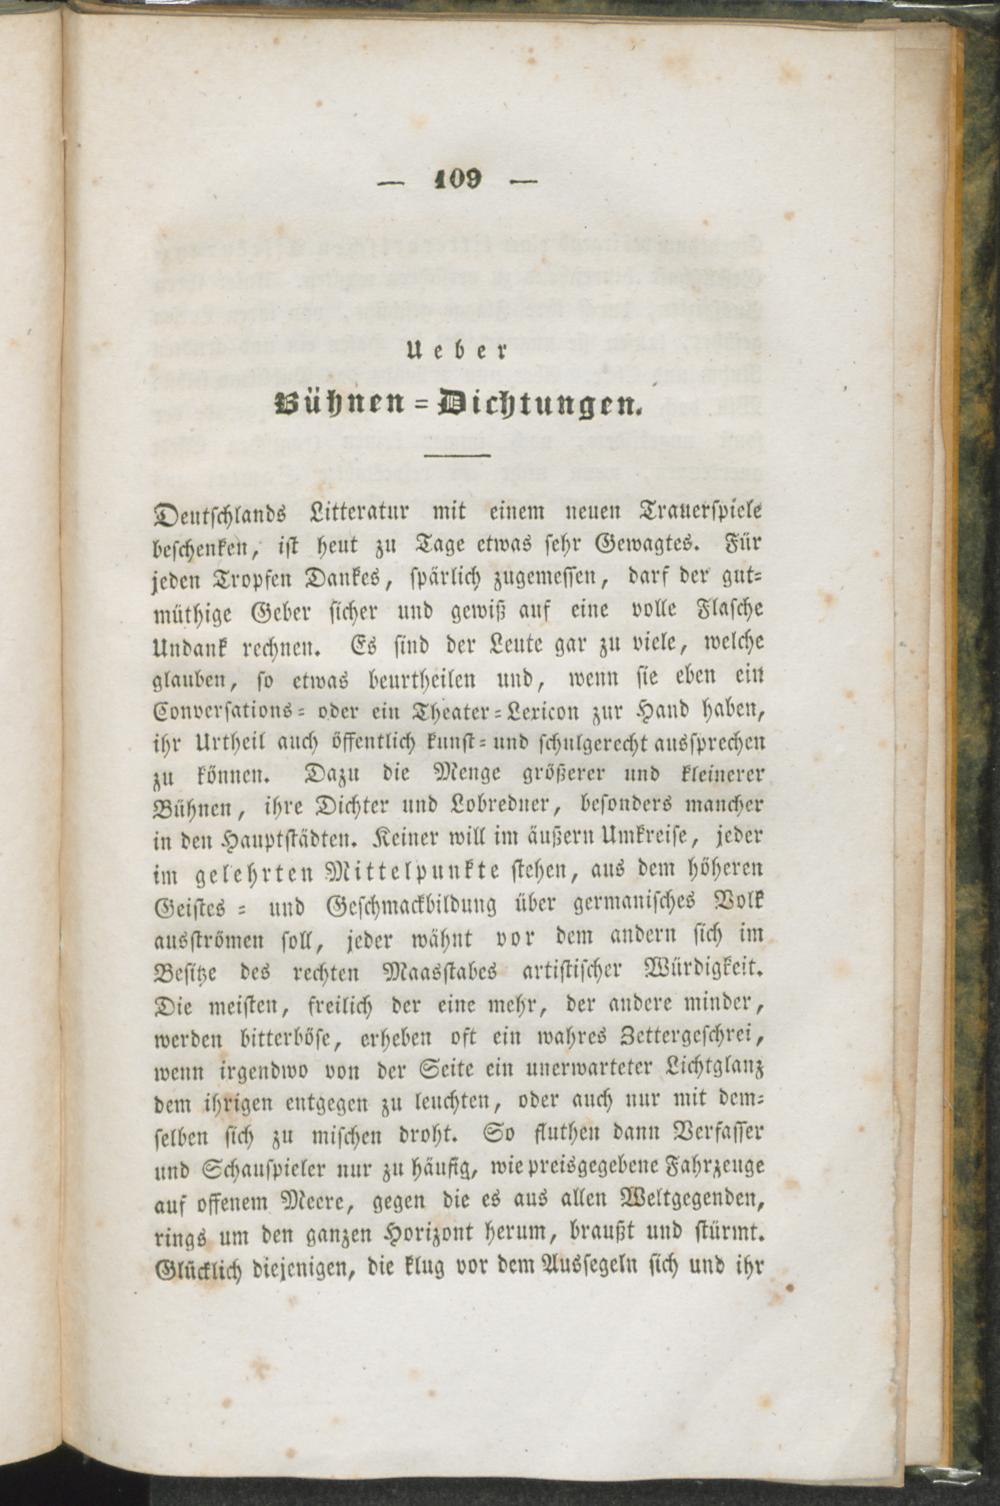 — 109 —
Ueber
Bühnen=Dichtungen.
Deutschlands Litteratur mit einem neuen Trauerspiele
beschenken, ist heut zu Tage etwas sehr Gewagtes. Für
jeden Tropfen Dankes, spärlich zugemessen, darf der gut=
müthige Geber sicher und gewiß auf eine volle Flasche
Undank rechnen. Es sind der Leute gar zu viele, welche
glauben, so etwas beurtheilen und, wenn sie eben ein
Conversations= oder ein Theater=Lexicon zur Hand haben,
ihr Urtheil auch öffentlich kunst= und schulgerecht aussprechen
zu können. Dazu die Menge größerer und kleinerer
Bühnen, ihre Dichter und Lobredner, besonders mancher
in den Hauptstädten. Keiner will im äußern Umkreise, jeder
im gelehrten Mittelpunkte stehen, aus dem höheren
Geistes= und Geschmackbildung über germanisches Volk
ausströmen soll, jeder wähnt vor dem andern sich im
Besitze des rechten Maasstabes artistischer Würdigkeit.
Die meisten, freilich der eine mehr, der andere minder,
werden bitterböse, erheben oft ein wahres Zettergeschrei,
wenn irgendwo von der Seite ein unerwarteter Lichtglanz
dem ihrigen entgegen zu leuchten, oder auch nur mit dem=
selben sich zu mischen droht. So fluthen dann Verfasser
und Schauspieler nur zu häufig, wie preisgegebene Fahrzeuge
auf offenem Meere, gegen die es aus allen Weltgegenden,
rings um den ganzen Horizont herum, braußt und stürmt.
Glücklich diejenigen, die klug vor dem Aussegeln sich und ihr